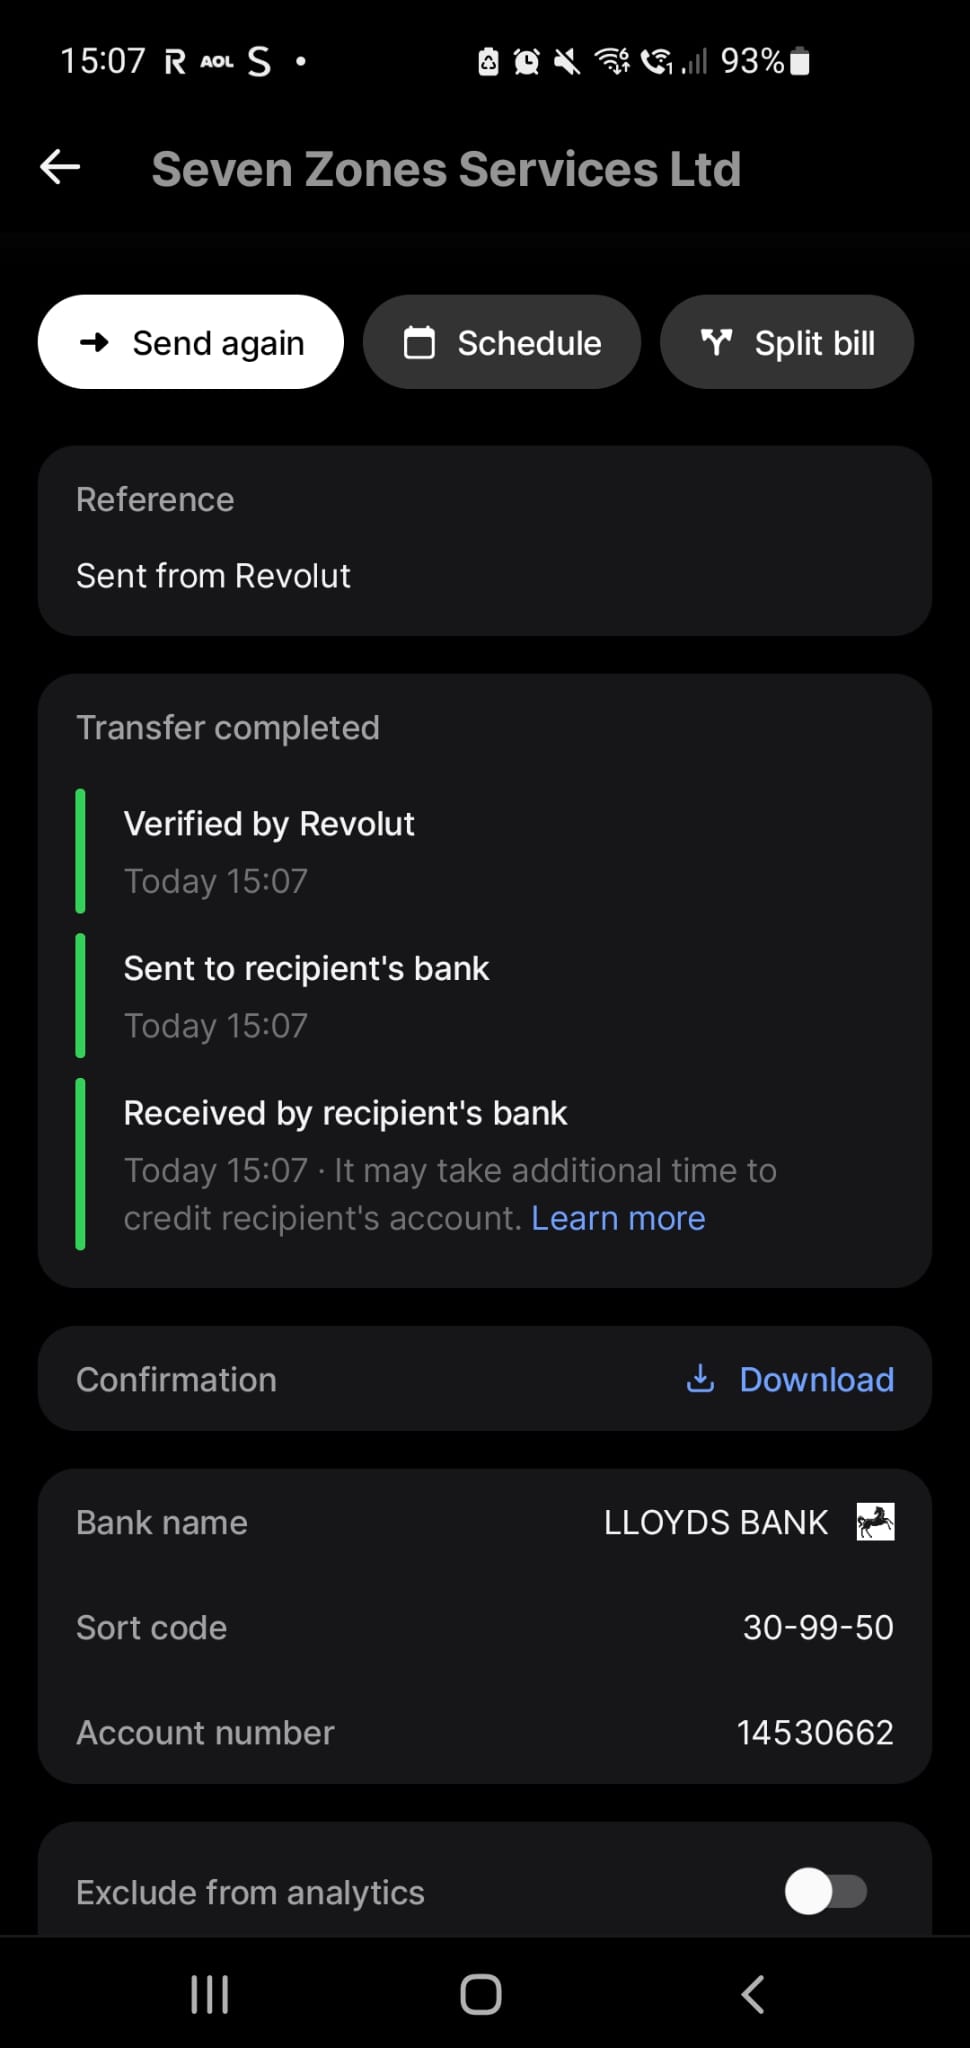 15:07 R AOL S •
6 1 93%
Seven Zones Services Ltd
Send again
Schedule
Split bill
Reference
Sent from Revolut
Transfer completed
Verified by Revolut
Today 15:07
Sent to recipient's bank
Today 15:07
Received by recipient's bank
Today 15:07 · It may take additional time to
credit recipient's account. Learn more
Confirmation
Download
Bank name
LLOYDS BANK
Sort code
30-99-50
Account number
14530662
Exclude from analytics